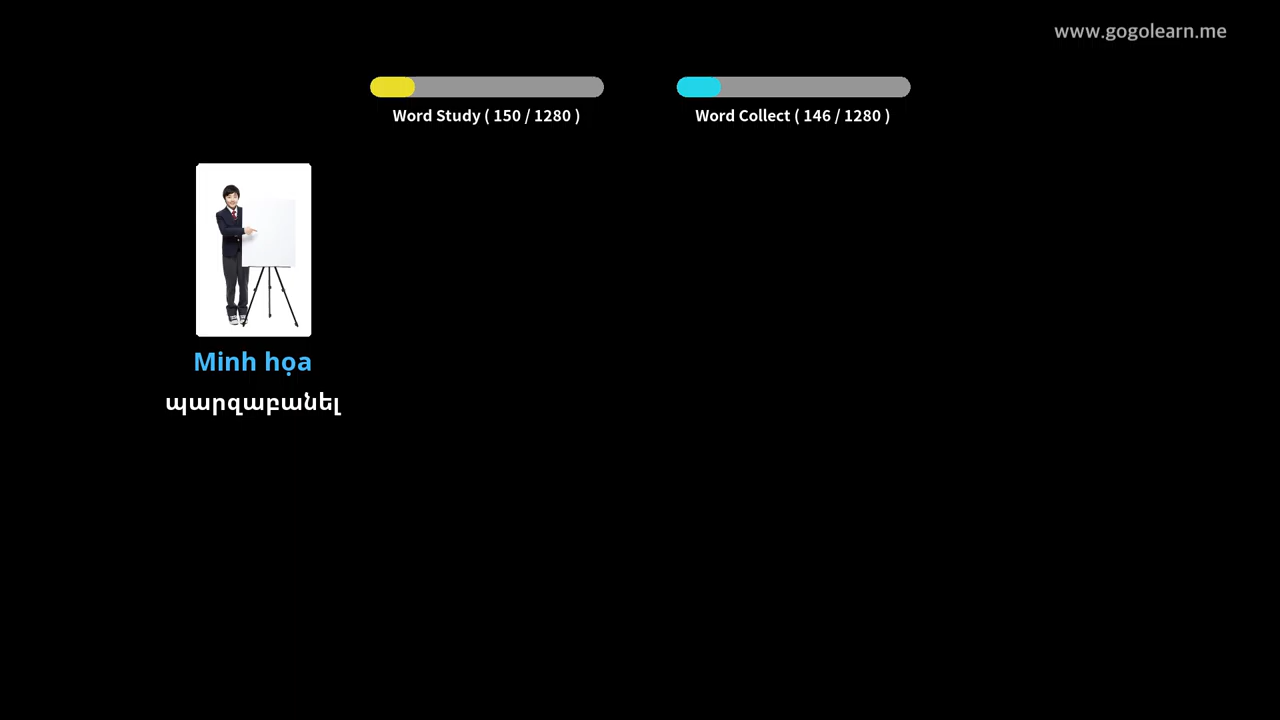 www.gogolearn.me
Word Study ( 150 / 1280 )
Word Collect ( 146 / 1280 )
Minh họa
պարզաբանել